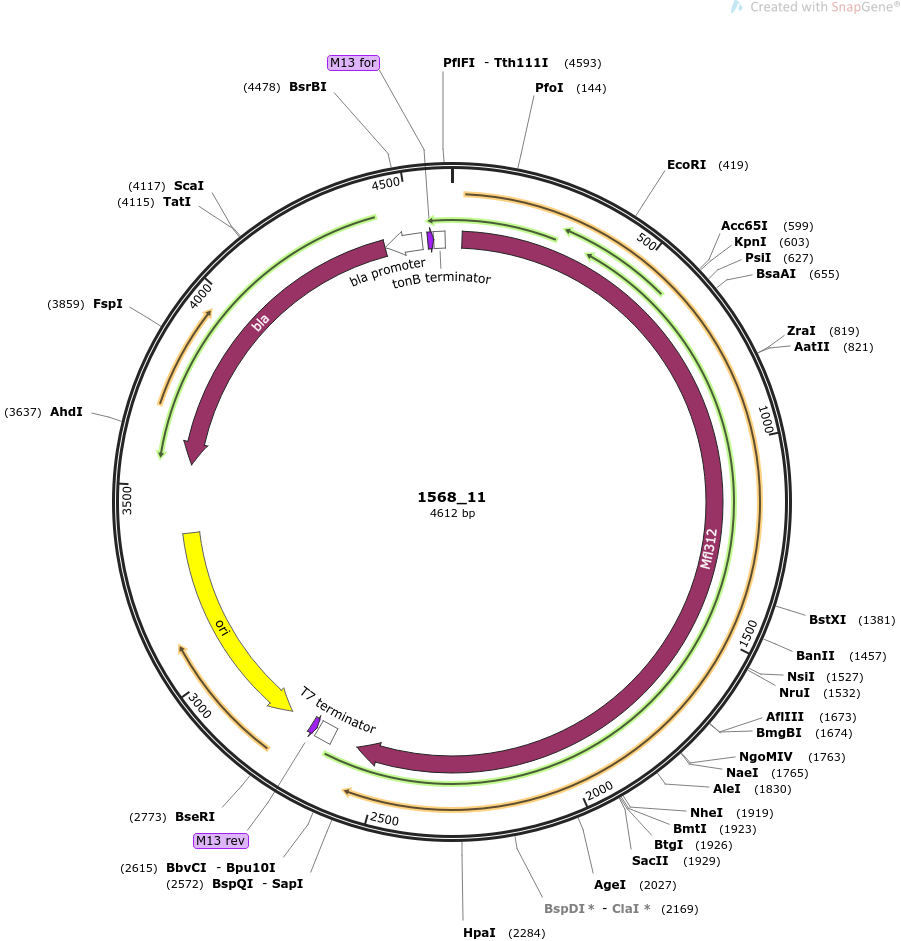 Created with SnapGene®
M13 for
PflFI - Tth111I (4593)
(4478) BsrBI
PfoI (144)
EcoRI (419)
(4117) ScaI
(4115) TatI
4500
500
Acc65I (599)
KpnI (603)
PsiI (627)
BsaAI (655)
bla promoter
tonB terminator
4000
(3859) FspI
bla
ZraI (819)
AatII (821)
(3637) AhdI
1000
3500
1568_11
4612 bp
Mfl312
BstXI (1381)
ori
1500
BanII (1457)
NsiI (1527)
NruI (1532)
3000
T7 terminator
AflIII (1673)
BmgBI (1674)
NgoMIV (1763)
NaeI (1765)
AleI (1830)
2000
2500
(2773) BseRI
NheI (1919)
BmtI (1923)
BtgI (1926)
SacII (1929)
M13 rev
(2615) BbvCI - Bpu10I
(2572) BspQI - SapI
AgeI (2027)
BspDI* - ClaI* (2169)
HpaI (2284)